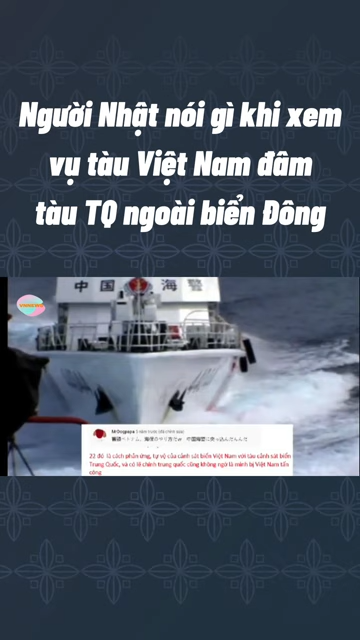 Người Nhật nói gì khi xem
vụ tàu Việt Nam đâm
tàu TQ ngoài biển Đông
中国 海警
22 đó là cách phản ứng, tự vệ của cảnh sát biển Việt Nam với tàu cảnh sát biển
Trung Quốc, và có lẽ chính trung quốc cũng không ngờ là mình bị Việt Nam tấn
công